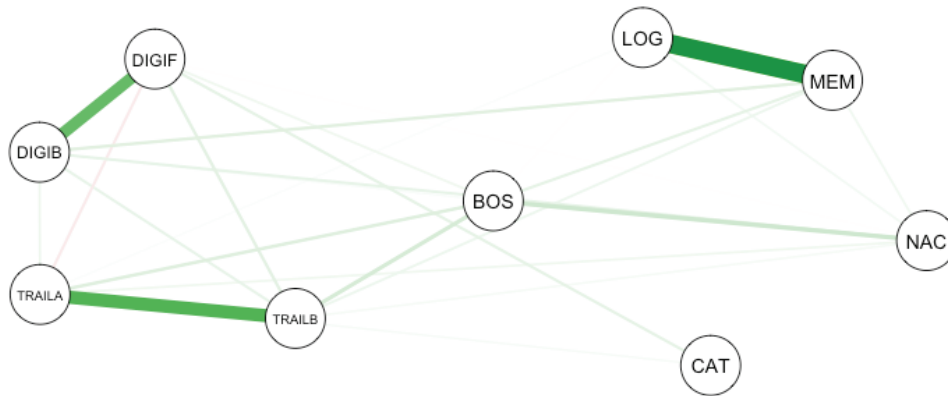 LOG
DIGIF
MEM
DIGIB
BOS
NAC
TRAILA
TRAILB
CAT